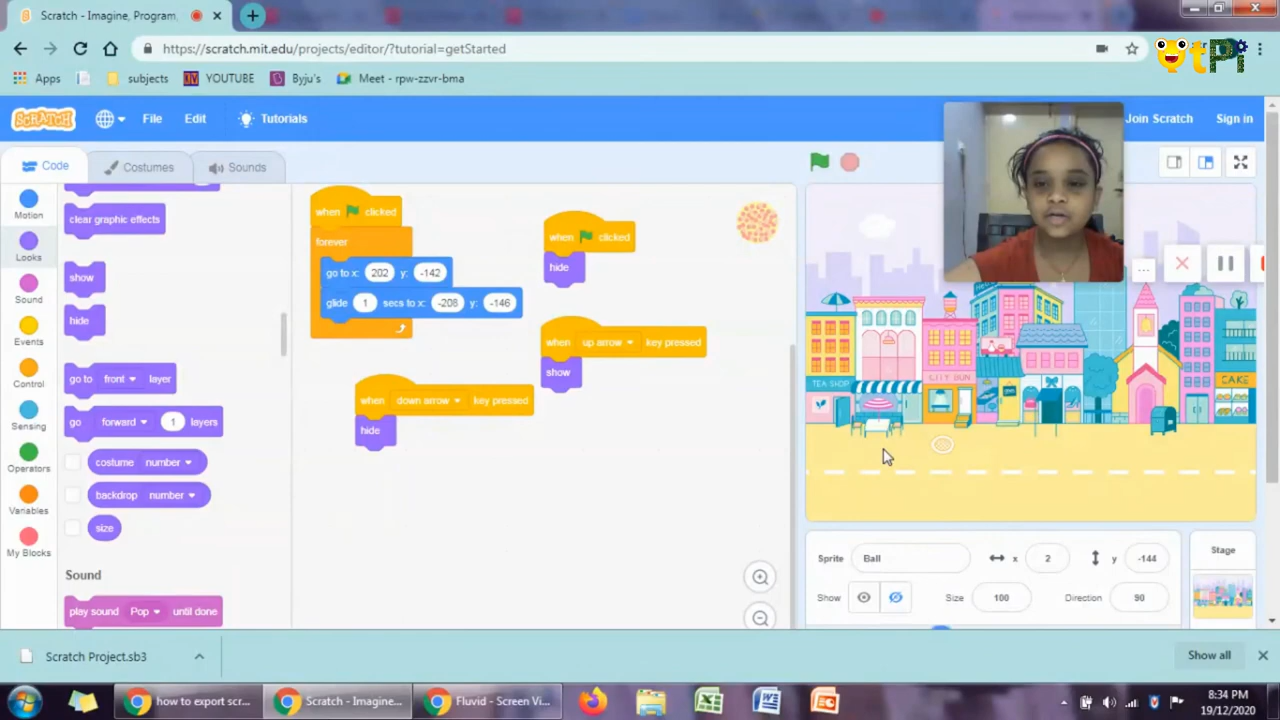 Scratch - Imagine, Program,
https://scratch.mit.edu/projects/editor/?tutorial=getStarted
Apps subjects YOUTUBE Byju's Meet - rpw-zzvr-bma
SCRATCH File Edit Tutorials Join Scratch Sign in
Code Costumes Sounds
Motion
Looks
Sound
Events
Control
Sensing
Operators
Variables
My Blocks
clear graphic effects
show
hide
go to front layer
go forward 1 layers
costume number
backdrop number
size
Sound
play sound Pop until done
when clicked
forever
go to x: 202 y: -142
glide 1 secs to x: -208 y: -146
when down arrow key pressed
hide
when clicked
hide
when up arrow key pressed
show
TEA SHOP
CITY BUN
CAKE
Sprite Ball x 2 y -144
Show Size 100 Direction 90
Stage
Scratch Project.sb3
Show all
how to export scr...
Scratch - Imagine...
Fluvid - Screen Vi...
8:34 PM
19/12/2020